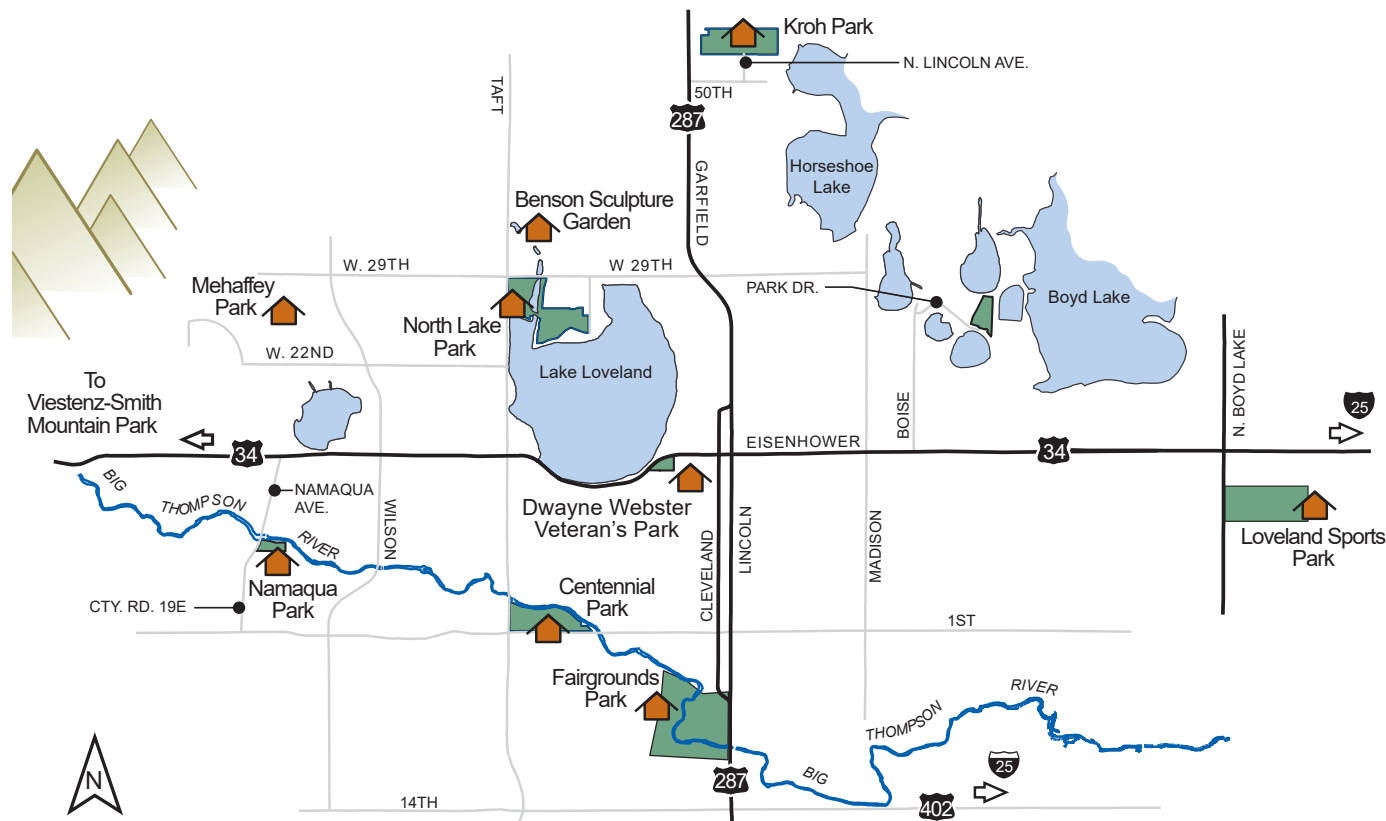 Kroh Park
N. LINCOLN AVE.
50TH
TAFT
287
GARFIELD
Horseshoe
Lake
Benson Sculpture
Garden
W. 29TH
W 29TH
Mehaffey
Park
North Lake
Park
PARK DR.
Boyd Lake
W. 22ND
Lake Loveland
To
Viestenz-Smith
Mountain Park
34
BOISE
EISENHOWER
34
N. BOYD LAKE
25
BIG
THOMPSON
RIVER
NAMAQUA
AVE.
WILSON
Dwayne Webster
Veteran's Park
CLEVELAND
LINCOLN
MADISON
Loveland Sports
Park
Namaqua
Park
CTY. RD. 19E
Centennial
Park
1ST
Fairgrounds
Park
THOMPSON
RIVER
N
287
BIG
25
14TH
402